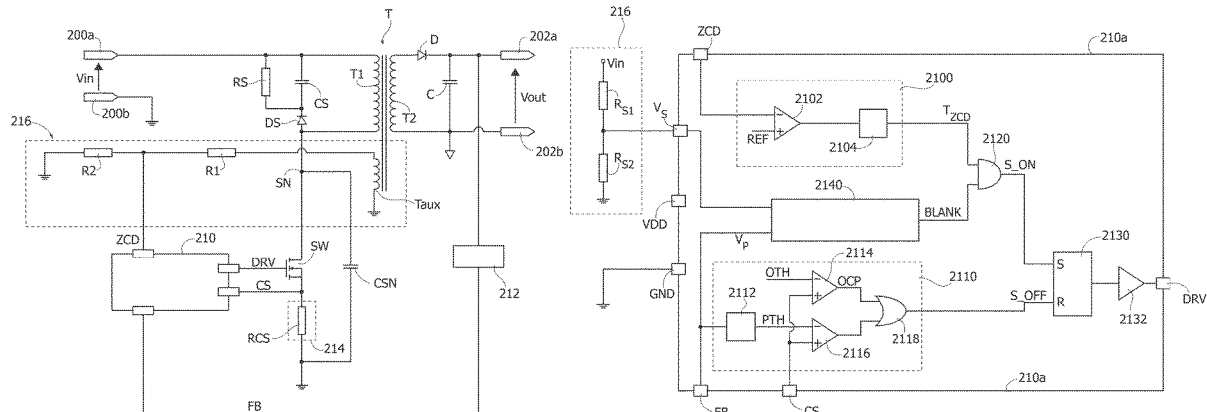 T
200a
Vin
200b
RS
CS
DS
T1
T2
D
C
202a
Vout
202b
216
R2
R1
SN
Taux
ZCD
210
DRV
CS
SW
CSN
RCS
214
212
FB
216
Vin
RS1
RS2
ZCD
VS
VDD
GND
210a
2100
2102
REF
2104
TZCD
2120
S_ON
2140
BLANK
VP
2110
2114
OTH
OCP
2112
PTH
2116
2118
S_OFF
2130
S
R
2132
DRV
210a
FB
CS